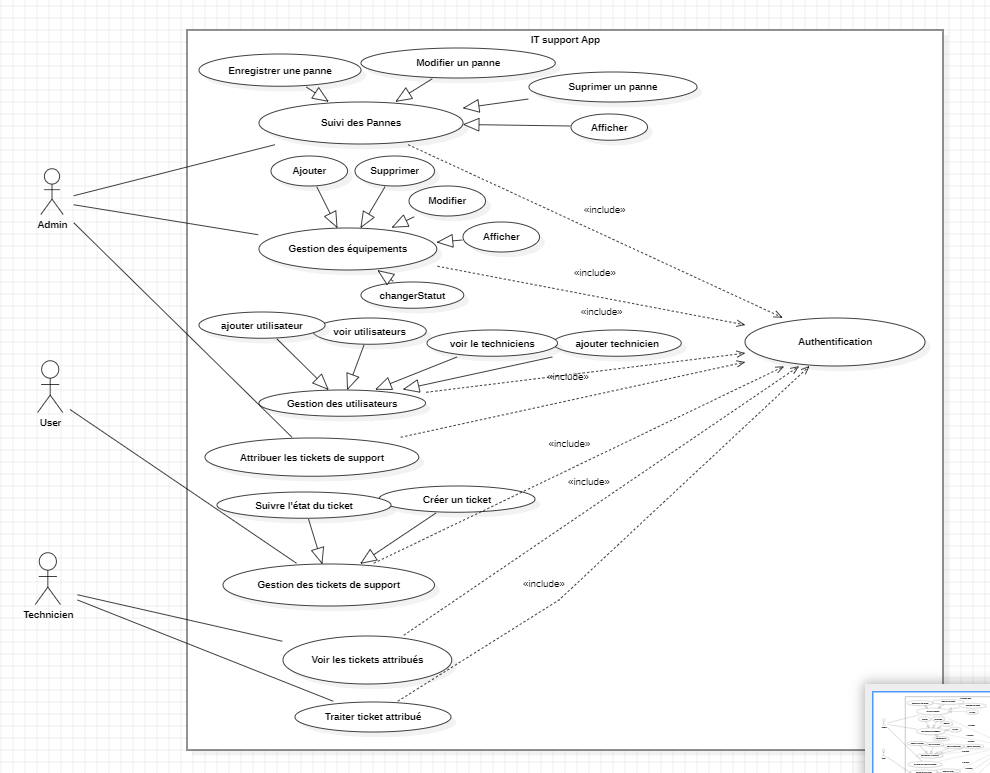 IT support App
Enregistrer une panne
Modifier un panne
Suprimer un panne
Suivi des Pannes
Afficher
Ajouter
Supprimer
Modifier
«include»
Admin
Afficher
Gestion des équipements
«include»
changerStatut
«include»
ajouter utilisateur
voir utilisateurs
voir le techniciens
ajouter technicien
Authentification
«include»
Gestion des utilisateurs
User
«include»
Attribuer les tickets de support
«include»
Suivre l'état du ticket
Créer un ticket
Gestion des tickets de support
«include»
Technicien
Voir les tickets attribués
Traiter ticket attribué